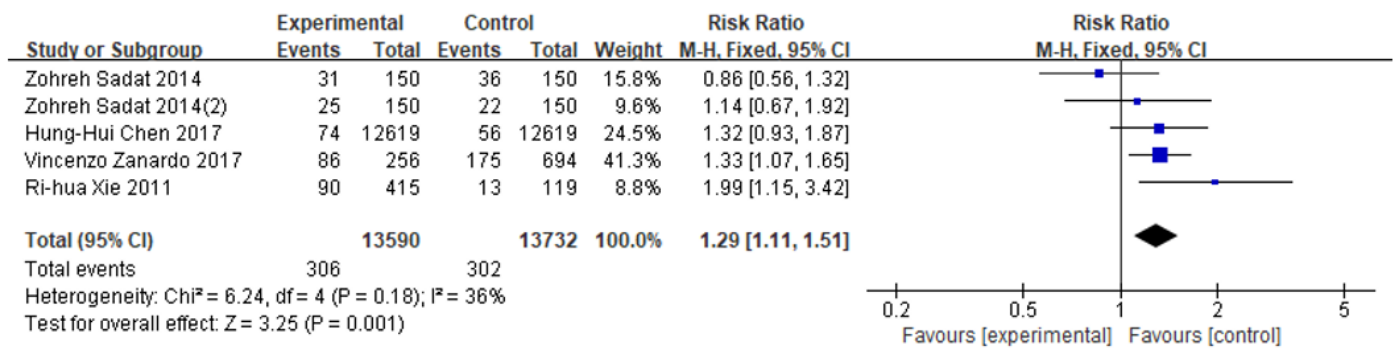 Experimental Control Risk Ratio Risk Ratio
Study or Subgroup Events Total Events Total Weight M-H, Fixed, 95% CI M-H, Fixed, 95% CI
Zohreh Sadat 2014 31 150 36 150 15.8% 0.86 [0.56, 1.32]
Zohreh Sadat 2014(2) 25 150 22 150 9.6% 1.14 [0.67, 1.92]
Hung-Hui Chen 2017 74 12619 56 12619 24.5% 1.32 [0.93, 1.87]
Vincenzo Zanardo 2017 86 256 175 694 41.3% 1.33 [1.07, 1.65]
Ri-hua Xie 2011 90 415 13 119 8.8% 1.99 [1.15, 3.42]
Total (95% CI) 13590 13732 100.0% 1.29 [1.11, 1.51]
Total events 306 302
Heterogeneity: Chi² = 6.24, df = 4 (P = 0.18); I² = 36%
Test for overall effect: Z = 3.25 (P = 0.001)
0.2 0.5 1 2 5
Favours [experimental] Favours [control]